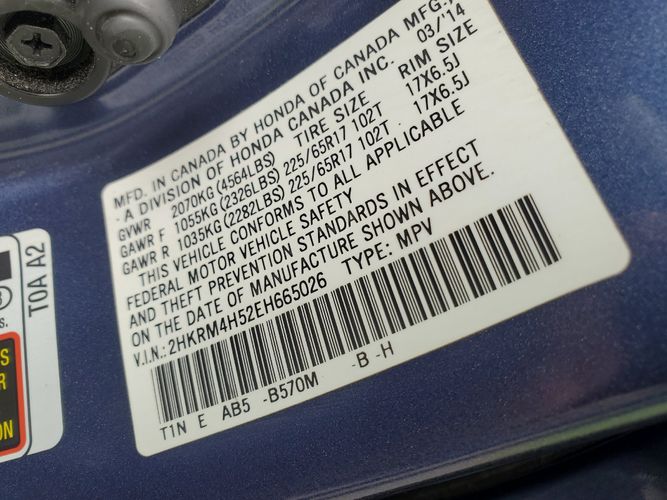 MFD. IN CANADA BY HONDA OF CANADA MFG.,
- A DIVISION OF HONDA CANADA INC. 03/'14
GVWR 2070KG (4564LBS) TIRE SIZE RIM SIZE
GAWR F 1055KG (2326LBS) 225/65R17 102T 17X6.5J
GAWR R 1035KG (2282LBS) 225/65R17 102T 17X6.5J
THIS VEHICLE CONFORMS TO ALL APPLICABLE
FEDERAL MOTOR VEHICLE SAFETY
AND THEFT PREVENTION STANDARDS IN EFFECT
ON THE DATE OF MANUFACTURE SHOWN ABOVE.
V.I.N.:2HKRM4H52EH665026 TYPE: MPV
T1N E AB5 -B570M -B -H
T0A A2